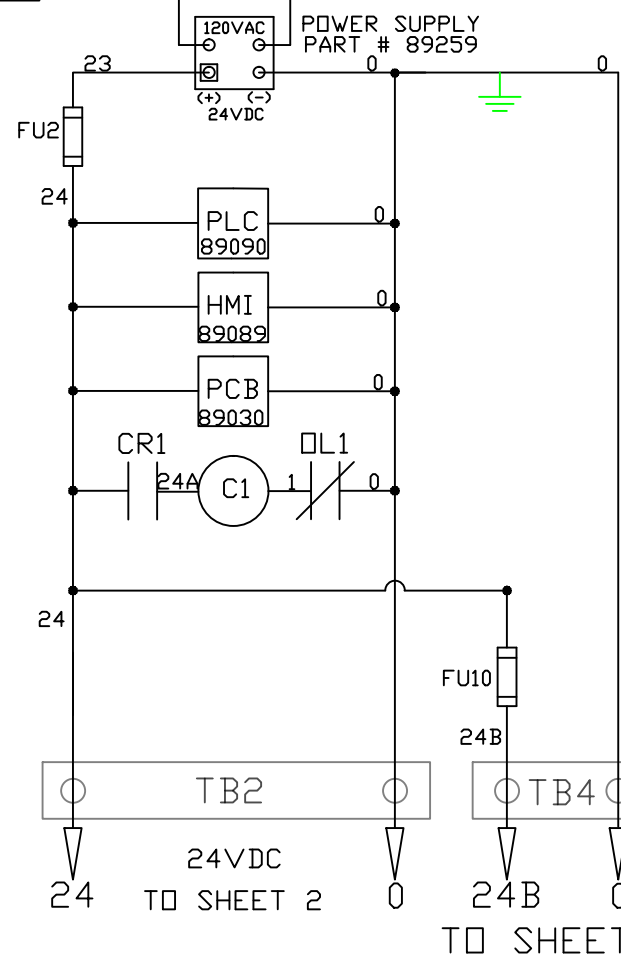 120VAC
POWER SUPPLY
PART # 89259
23
0
0
(+) (-)
24VDC
FU2
24
PLC
89090
0
HMI
89089
0
PCB
89030
0
CR1
OL1
24A
C1
1
0
24
FU10
24B
TB2
TB4
24VDC
24
TO SHEET 2
0
24B
0
TO SHEET